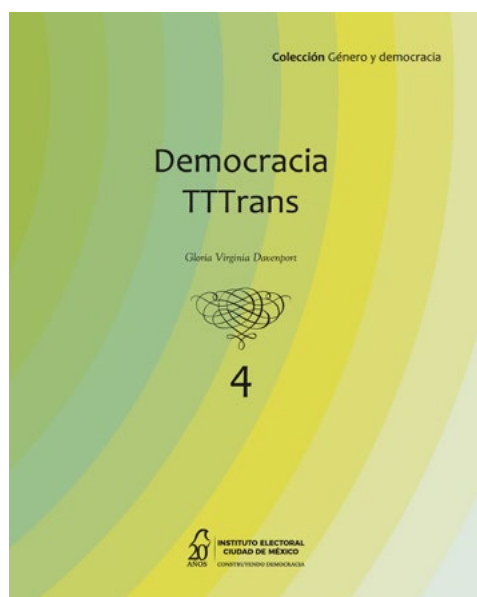 Colección Género y democracia
Democracia
TTTrans
Gloria Virginia Davenport
4
20
AÑOS
INSTITUTO ELECTORAL
CIUDAD DE MÉXICO
CONSTRUYENDO DEMOCRACIA